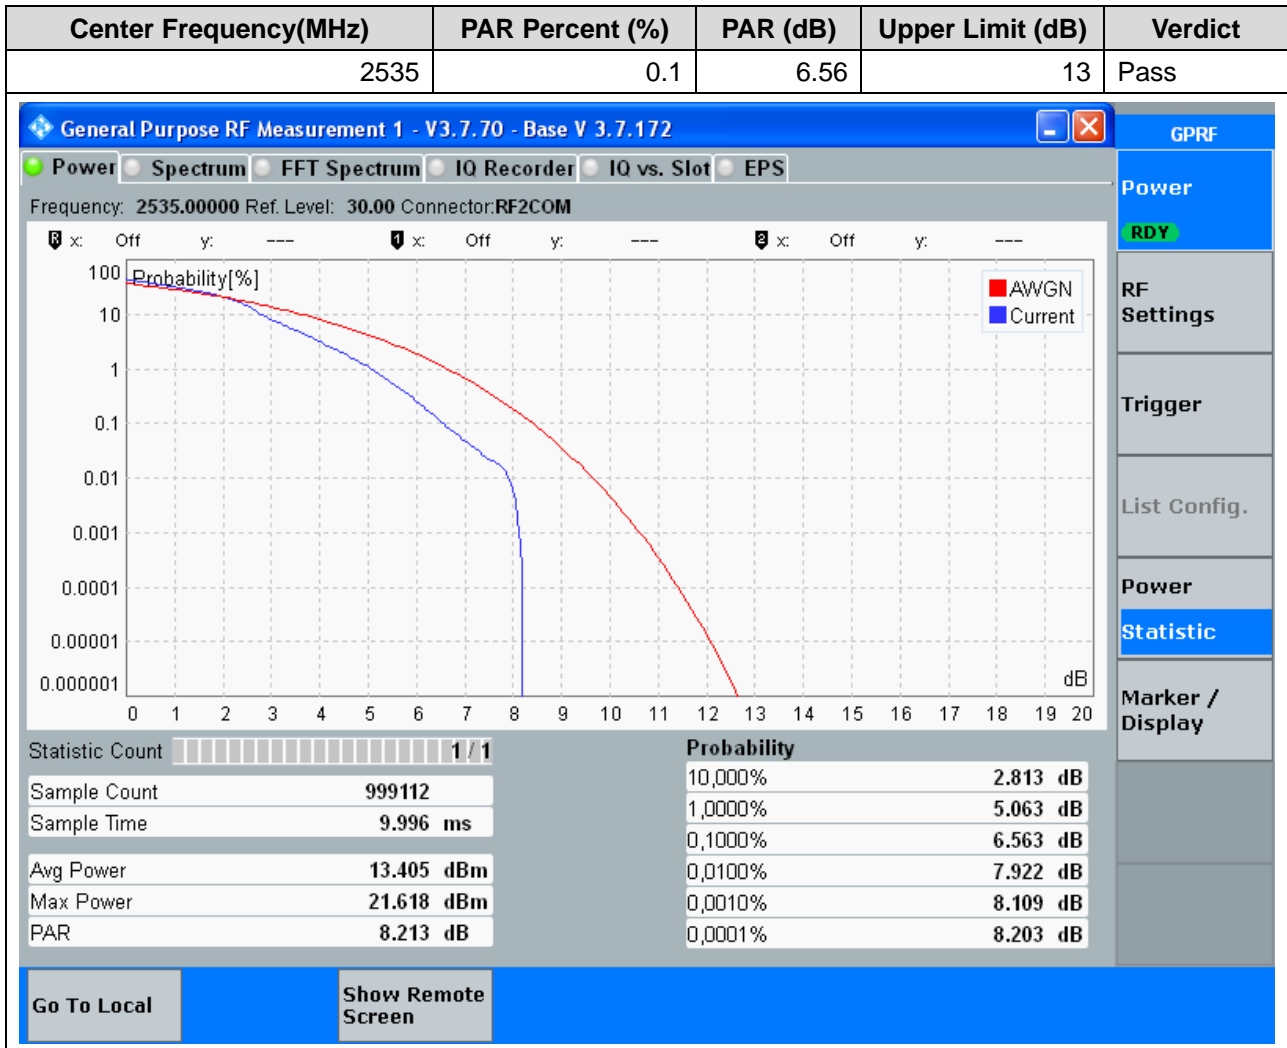 Center Frequency(MHz) PAR Percent (%) PAR (dB) Upper Limit (dB) Verdict
2535 0.1 6.56 13 Pass
General Purpose RF Measurement 1 - V3.7.70 - Base V 3.7.172
GPRF
Power Spectrum FFT Spectrum IQ Recorder IQ vs. Slot EPS
Power
RDY
Frequency: 2535.00000 Ref. Level: 30.00 Connector:RF2COM
R x: Off y: --- 1 x: Off y: --- 2 x: Off y: ---
Probability[%]
AWGN
Current
100
10
1
0.1
0.01
0.001
0.0001
0.00001
0.000001
dB
0 1 2 3 4 5 6 7 8 9 10 11 12 13 14 15 16 17 18 19 20
RF
Settings
Trigger
List Config.
Power
Statistic
Marker /
Display
Statistic Count 1 / 1
Sample Count 999112
Sample Time 9.996 ms
Avg Power 13.405 dBm
Max Power 21.618 dBm
PAR 8.213 dB
Probability
10,000% 2.813 dB
1,0000% 5.063 dB
0,1000% 6.563 dB
0,0100% 7.922 dB
0,0010% 8.109 dB
0,0001% 8.203 dB
Go To Local
Show Remote
Screen